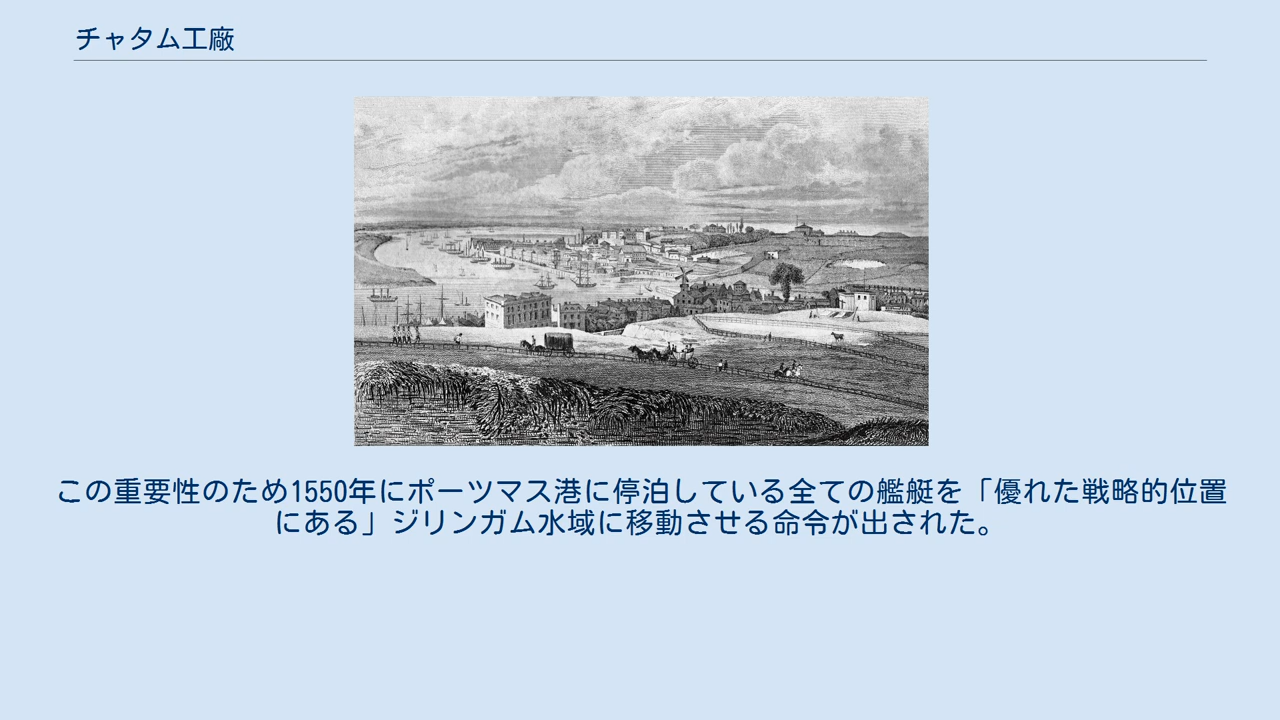 チャタム工廠
この重要性のため1550年にポーツマス港に停泊している全ての艦艇を「優れた戦略的位置
にある」ジリンガム水域に移動させる命令が出された。